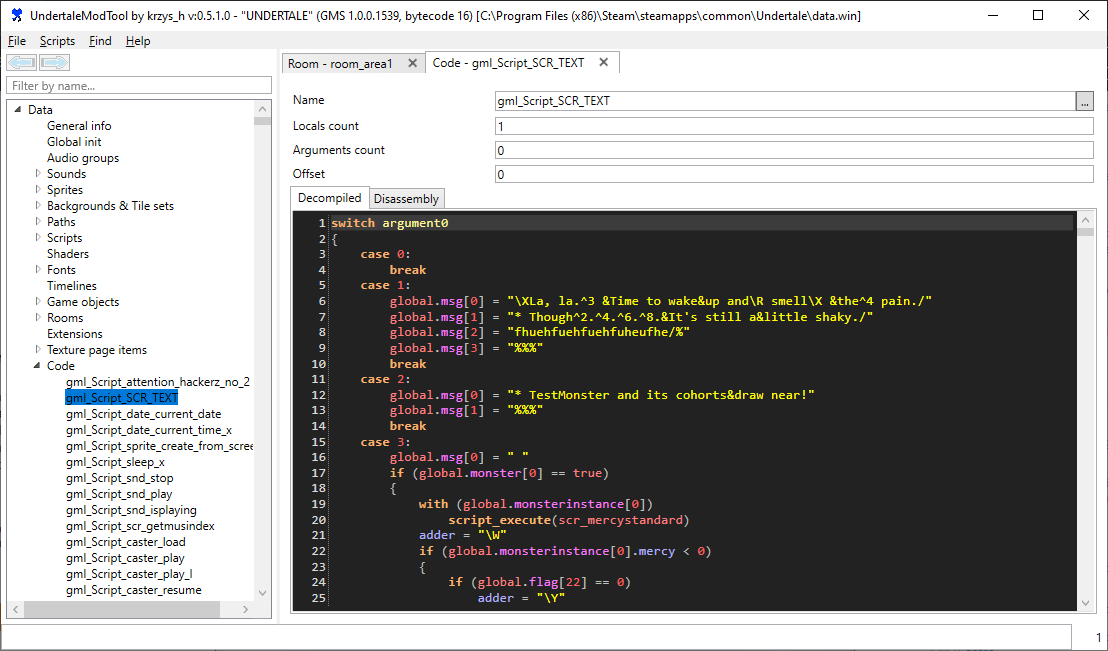 UndertaleModTool by krzys_h v:0.5.1.0 - "UNDERTALE" (GMS 1.0.0.1539, bytecode 16) [C:\Program Files (x86)\Steam\steamapps\common\Undertale\data.win]
File Scripts Find Help
Filter by name...
Data
General info
Global init
Audio groups
Sounds
Sprites
Backgrounds & Tile sets
Paths
Scripts
Shaders
Fonts
Timelines
Game objects
Rooms
Extensions
Texture page items
Code
gml_Script_attention_hackerz_no_2
gml_Script_SCR_TEXT
gml_Script_date_current_date
gml_Script_date_current_time_x
gml_Script_sprite_create_from_scree
gml_Script_sleep_x
gml_Script_snd_stop
gml_Script_snd_play
gml_Script_snd_isplaying
gml_Script_scr_getmusindex
gml_Script_caster_load
gml_Script_caster_play
gml_Script_caster_play_l
gml_Script_caster_resume
Room - room_area1
Code - gml_Script_SCR_TEXT
Name gml_Script_SCR_TEXT ...
Locals count 1
Arguments count 0
Offset 0
Decompiled Disassembly
1 switch argument0
2 {
3 case 0:
4 break
5 case 1:
6 global.msg[0] = "\XLa, la.^3 &Time to wake&up and\R smell\X &the^4 pain./"
7 global.msg[1] = "* Though^2.^4.^6.^8.&It's still a&little shaky./"
8 global.msg[2] = "fhuehfuehfuehfuheufhe/%"
9 global.msg[3] = "%%%"
10 break
11 case 2:
12 global.msg[0] = "* TestMonster and its cohorts&draw near!"
13 global.msg[1] = "%%%"
14 break
15 case 3:
16 global.msg[0] = " "
17 if (global.monster[0] == true)
18 {
19 with (global.monsterinstance[0])
20 script_execute(scr_mercystandard)
21 adder = "\W"
22 if (global.monsterinstance[0].mercy < 0)
23 {
24 if (global.flag[22] == 0)
25 adder = "\Y"
1